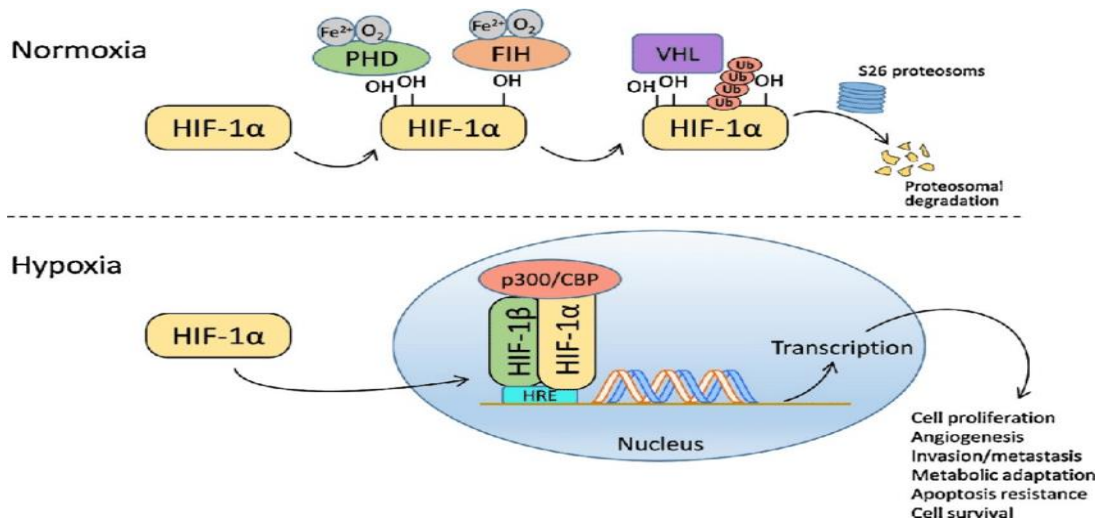 Normoxia
Fe²⁺ O₂
PHD
OH OH
Fe²⁺ O₂
FIH
OH
VHL
Ub
Ub
Ub
Ub
OH
OH
S26 proteosoms
HIF-1α
HIF-1α
HIF-1α
Proteosomal
degradation
Hypoxia
HIF-1α
p300/CBP
HIF-1β
HIF-1α
HRE
Transcription
Nucleus
Cell proliferation
Angiogenesis
Invasion/metastasis
Metabolic adaptation
Apoptosis resistance
Cell survival